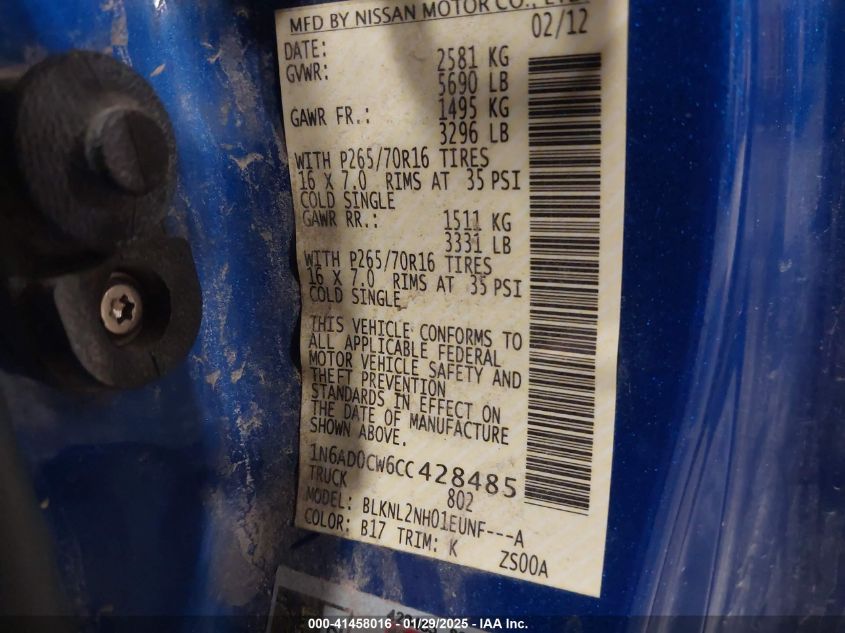 MFD BY NISSAN MOTOR CO., LTD.
DATE: 02/12
GVWR: 2581 KG
5690 LB
GAWR FR.: 1495 KG
3296 LB
WITH P265/70R16 TIRES
16 X 7.0 RIMS AT 35 PSI
COLD SINGLE
GAWR RR.: 1511 KG
3331 LB
WITH P265/70R16 TIRES
16 X 7.0 RIMS AT 35 PSI
COLD SINGLE
THIS VEHICLE CONFORMS TO
ALL APPLICABLE FEDERAL
MOTOR VEHICLE SAFETY AND
THEFT PREVENTION
STANDARDS IN EFFECT ON
THE DATE OF MANUFACTURE
SHOWN ABOVE.
1N6AD0CW6CC428485
TRUCK 802
MODEL: BLKNL2NH01EUNF---A
COLOR: B17 TRIM: K ZS00A
10-41458016 - 01/29/2025 - IAA Inc.